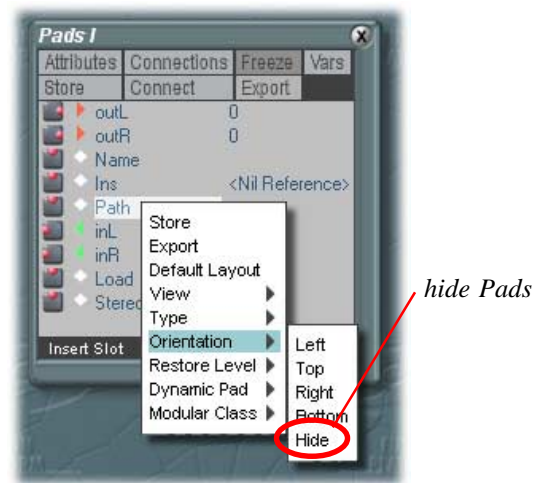 Pads I
Attributes Connections Freeze Vars
Store Connect Export
outL 0
outR 0
Name
Ins <Nil Reference>
Path
inL
inR
Load
Stereo
Insert Slot
Store
Export
Default Layout
View
Type
Orientation
Restore Level
Dynamic Pad
Modular Class
Left
Top
Right
Bottom
Hide
hide Pads